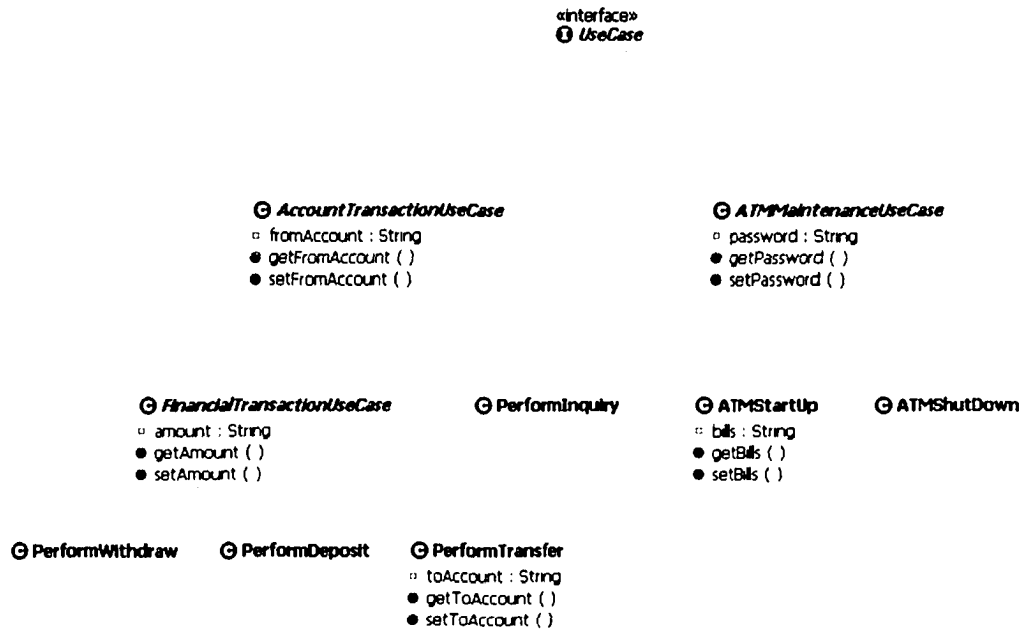 «interface»
UseCase
AccountTransactionUseCase
fromAccount : String
getFromAccount ( )
setFromAccount ( )
ATMMaintenanceUseCase
password : String
getPassword ( )
setPassword ( )
FinancialTransactionUseCase
amount : String
getAmount ( )
setAmount ( )
PerformInquiry
ATMStartUp
bills : String
getBills ( )
setBills ( )
ATMShutDown
PerformWithdraw
PerformDeposit
PerformTransfer
toAccount : String
getToAccount ( )
setToAccount ( )